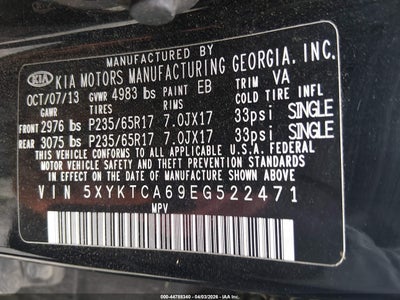 MANUFACTURED BY
KIA KIA MOTORS MANUFACTURING GEORGIA, INC.
OCT/07/13 GVWR 4983 lbs PAINT EB TRIM VA
GAWR TIRES RIMS COLD TIRE INFL
FRONT 2976 lbs P235/65R17 7.0JX17 33psi SINGLE
REAR 3075 lbs P235/65R17 7.0JX17 33psi SINGLE
THIS VEHICLE CONFORMS TO ALL APPLICABLE U.S.A. FEDERAL MOTOR
VEHICLE SAFETY STANDARDS IN EFFECT ON THE DATE OF MANUFACTURE SHOWN ABOVE.
VIN 5XYKTCA69EG522471
MPV
000-44788340 - 04/03/2026 - IAA Inc.